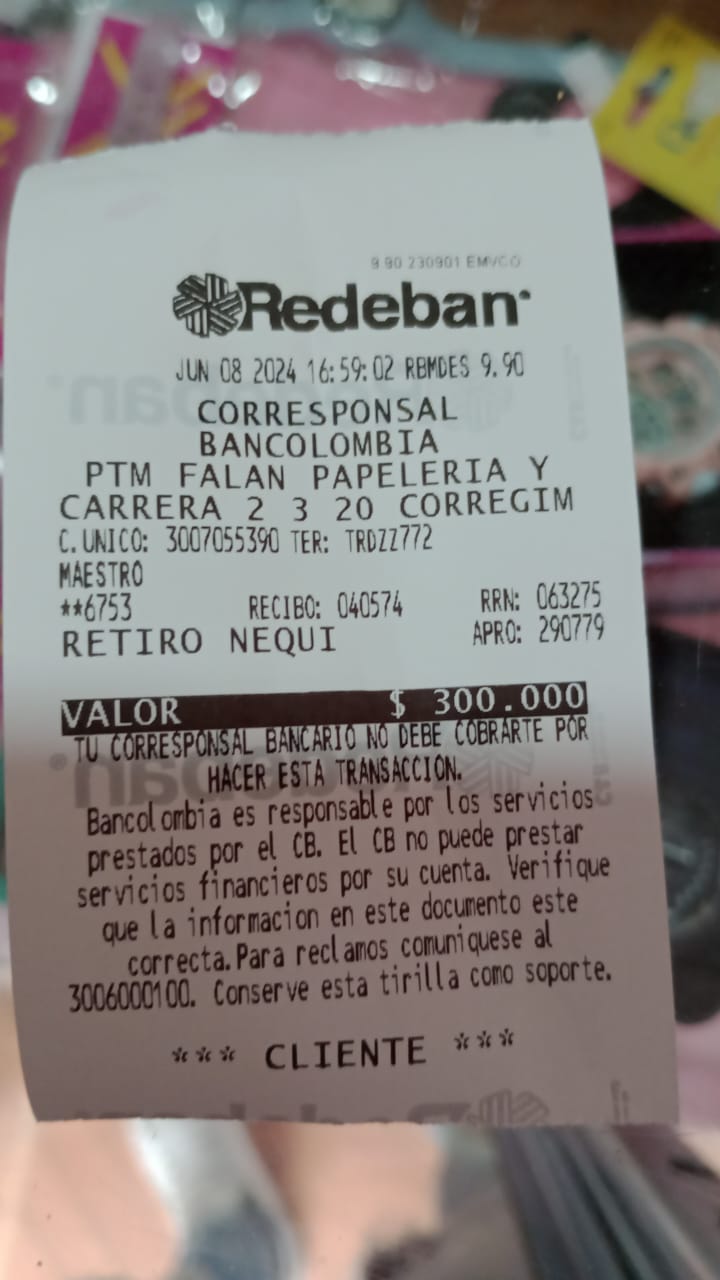 9.90 230901 EMVCO
Redeban
JUN 08 2024 16:59:02 RBMDES 9.90
CORRESPONSAL
BANCOLOMBIA
PTM FALAN PAPELERIA Y
CARRERA 2 3 20 CORREGIM
C. UNICO: 3007055390 TER: TRDZZ772
MAESTRO
**6753 RECIBO: 040574 RRN: 063275
RETIRO NEQUI APRO: 290779
VALOR $ 300.000
TU CORRESPONSAL BANCARIO NO DEBE COBRARTE POR
HACER ESTA TRANSACCION.
Bancolombia es responsable por los servicios
prestados por el CB. El CB no puede prestar
servicios financieros por su cuenta. Verifique
que la informacion en este documento este
correcta. Para reclamos comuniquese al
3006000100. Conserve esta tirilla como soporte.
*** CLIENTE ***